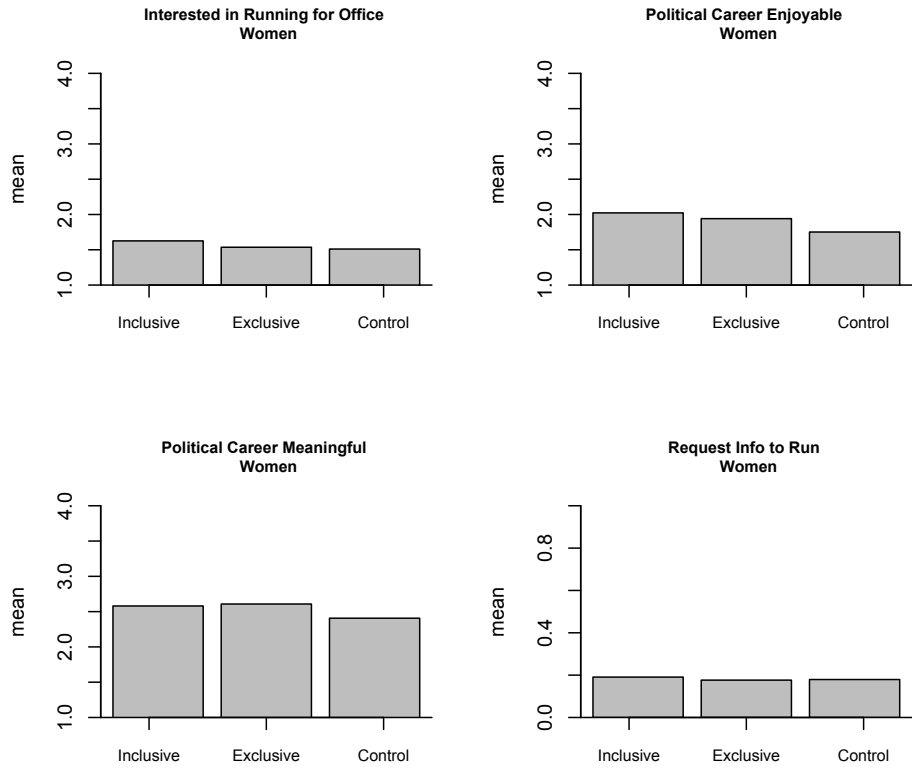 Interested in Running for Office
Women
mean
4.0
3.0
2.0
1.0
Inclusive Exclusive Control
Political Career Enjoyable
Women
mean
4.0
3.0
2.0
1.0
Inclusive Exclusive Control
Political Career Meaningful
Women
mean
4.0
3.0
2.0
1.0
Inclusive Exclusive Control
Request Info to Run
Women
mean
0.8
0.4
0.0
Inclusive Exclusive Control